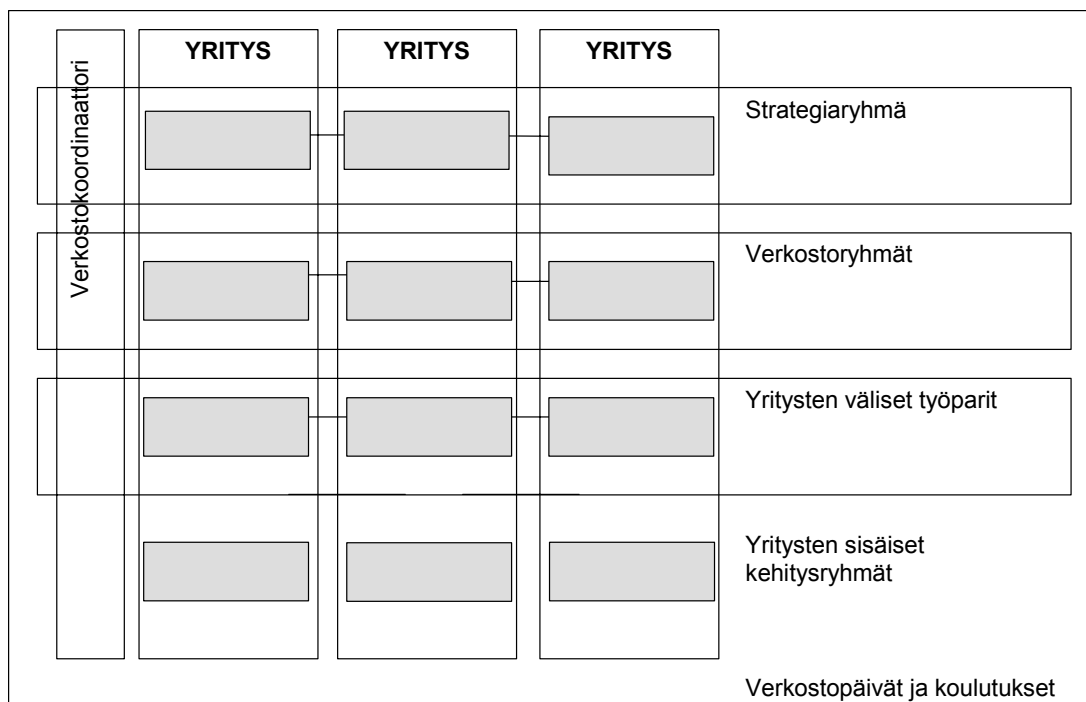 Verkostokoordinaattori
YRITYS
YRITYS
YRITYS
Strategiaryhmä
Verkostoryhmät
Yritysten väliset työparit
Yritysten sisäiset
kehitysryhmät
Verkostopäivät ja koulutukset